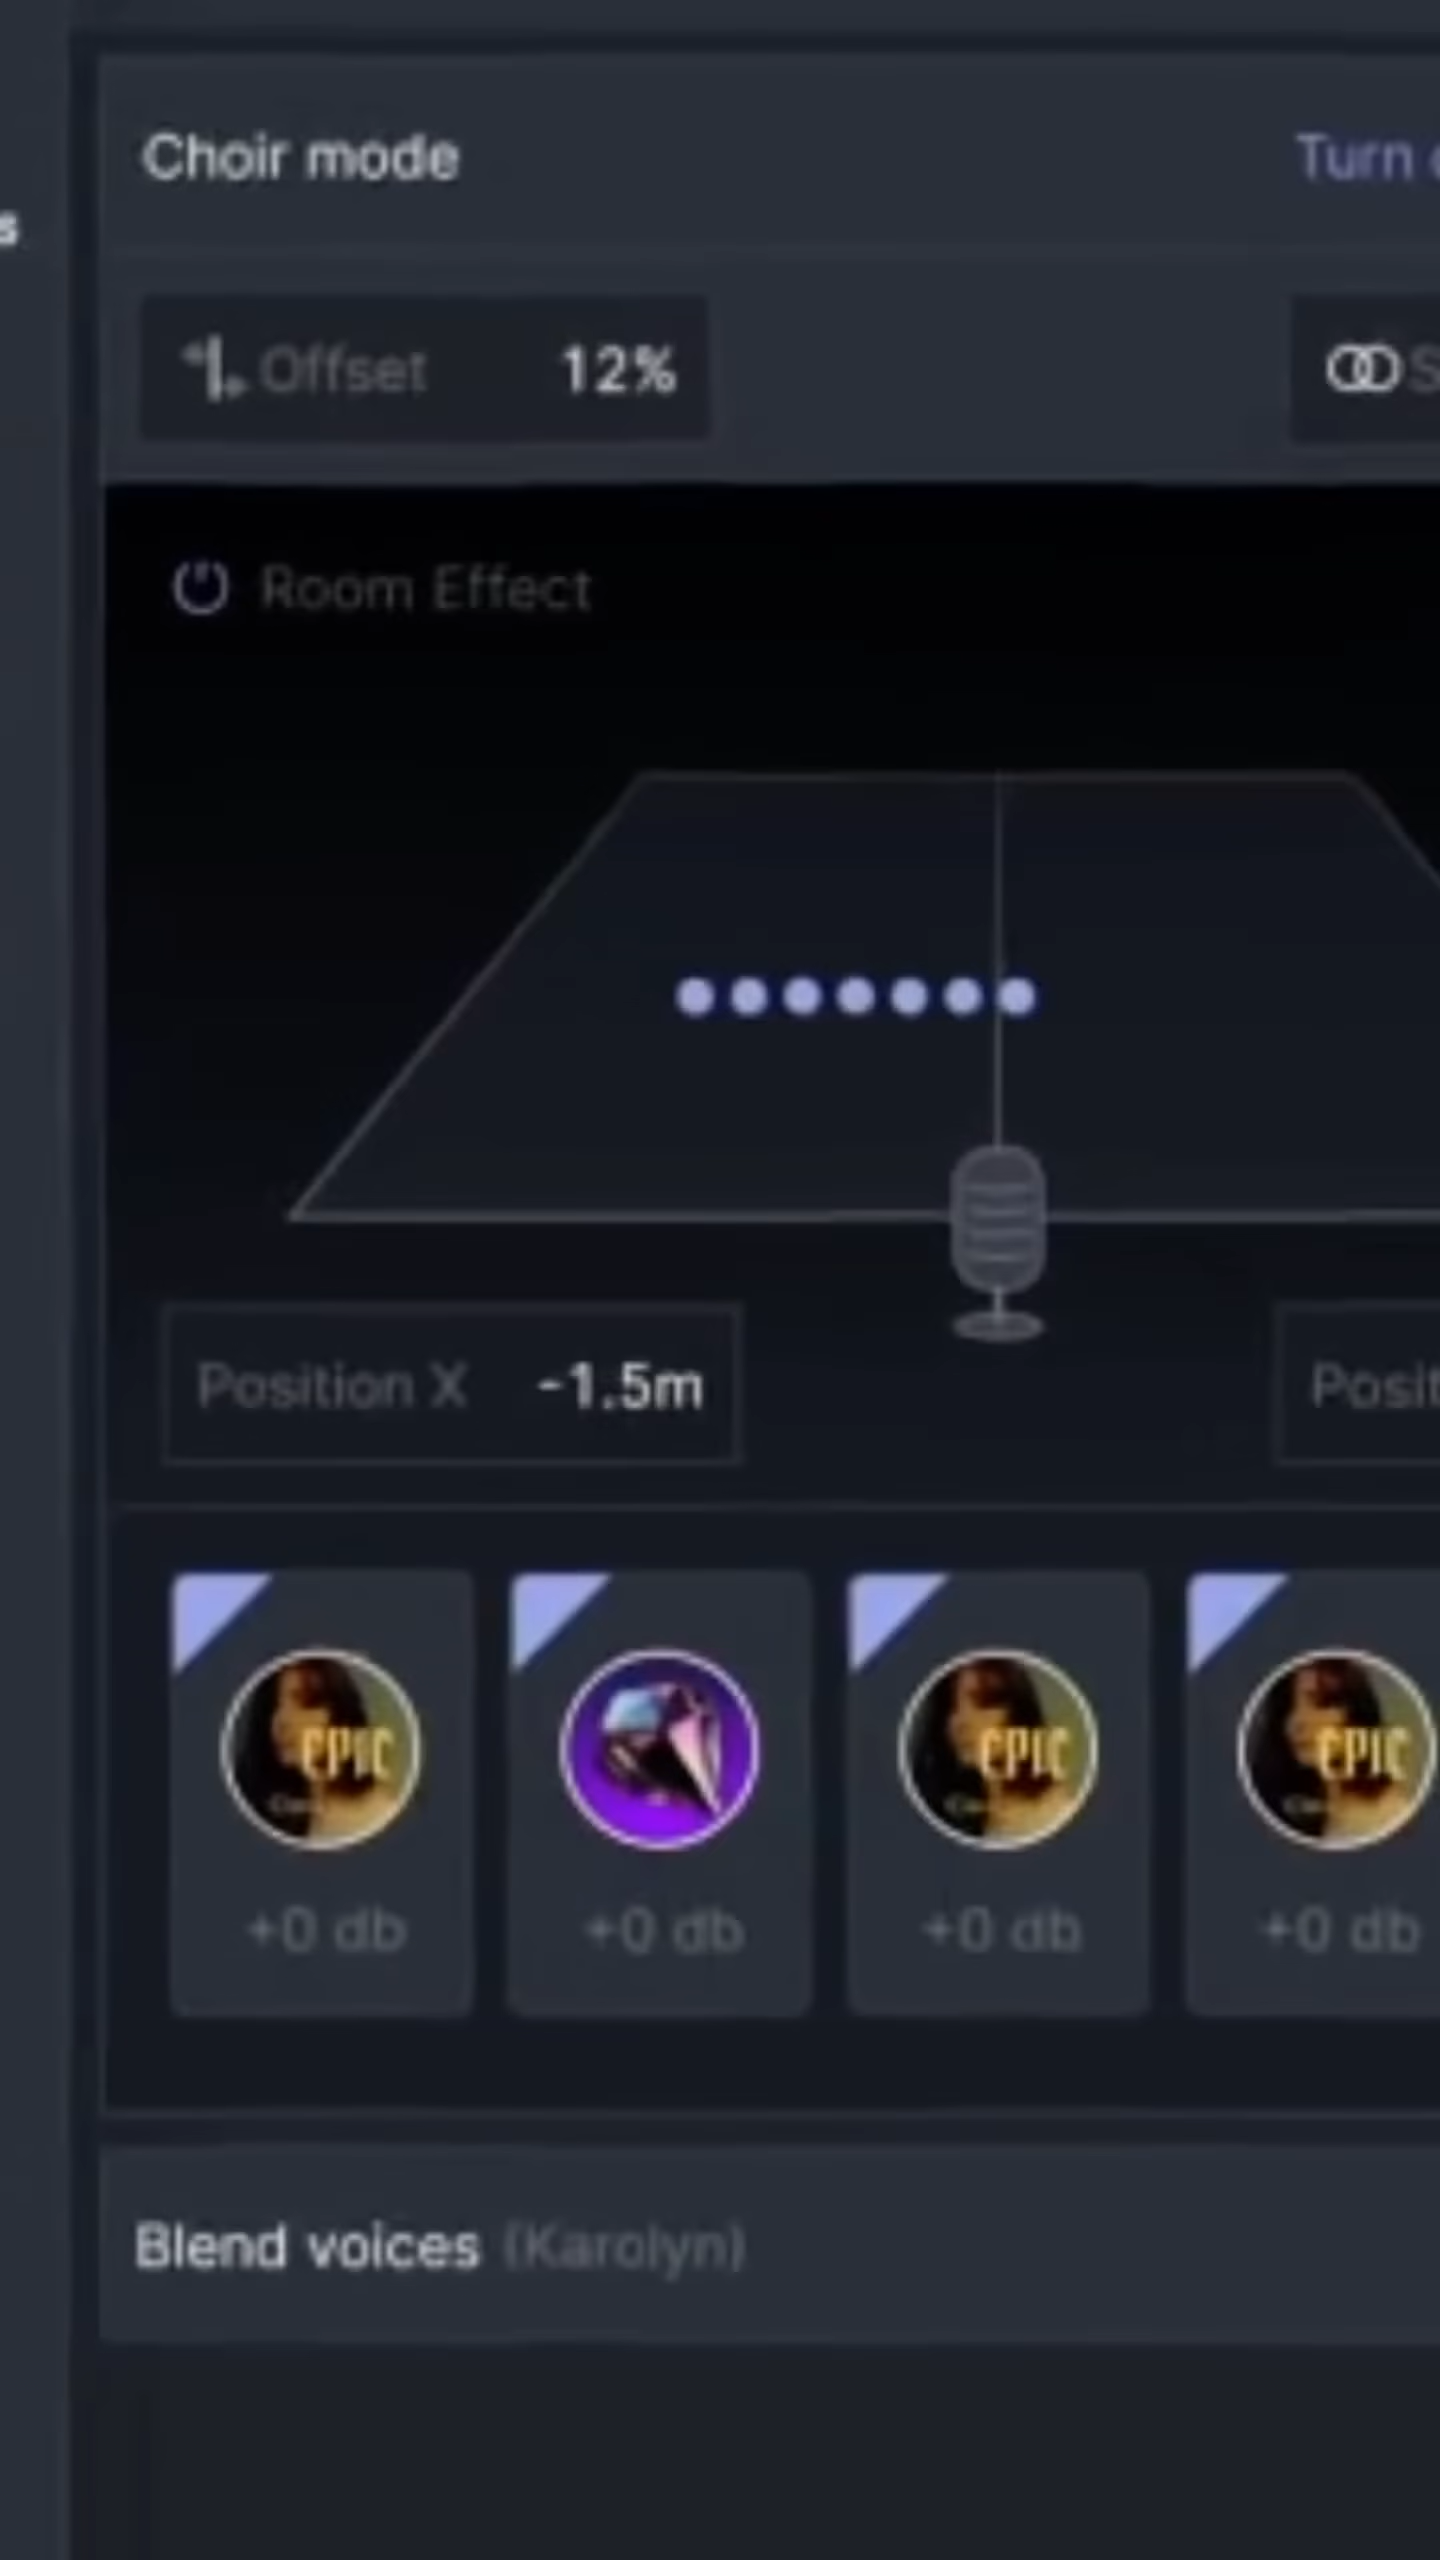 Choir mode
Turn
s
Offset 12%
S
Room Effect
Position X -1.5m
Posit
EPIC
EPIC
EPIC
+0 db
+0 db
+0 db
+0 db
Blend voices (Karolyn)